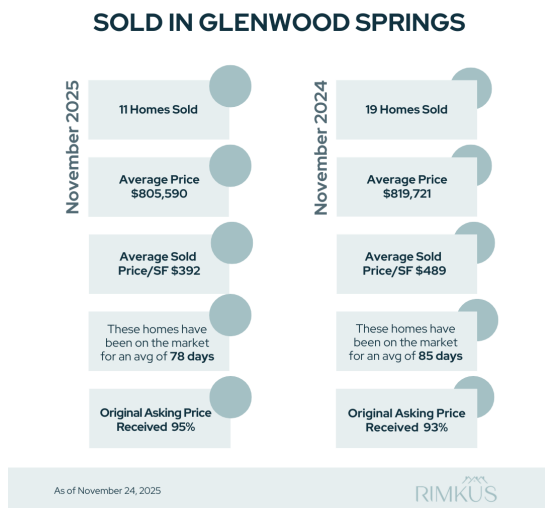 SOLD IN GLENWOOD SPRINGS
November 2025
11 Homes Sold
Average Price
$805,590
Average Sold
Price/SF $392
These homes have
been on the market
for an avg of 78 days
Original Asking Price
Received 95%
November 2024
19 Homes Sold
Average Price
$819,721
Average Sold
Price/SF $489
These homes have
been on the market
for an avg of 85 days
Original Asking Price
Received 93%
As of November 24, 2025
RIMKUS